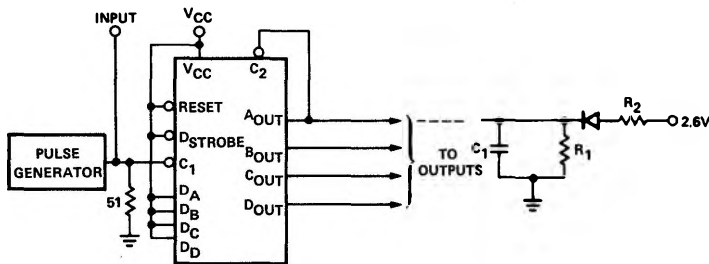 INPUT
VCC
VCC
C2
RESET
DSTROBE
C1
DA
DB
DC
DD
AOUT
BOUT
COUT
DOUT
PULSE
GENERATOR
51
TO
OUTPUTS
C1
R1
R2
2.6V